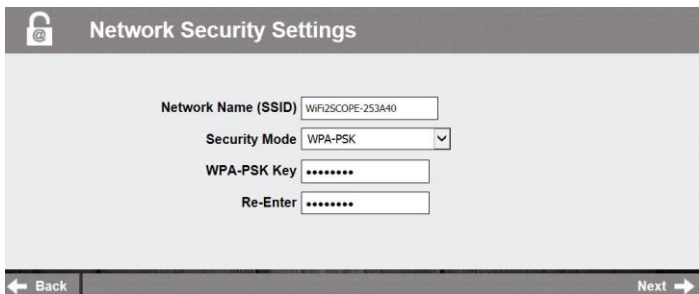 @ Network Security Settings
Network Name (SSID) WiFi2SCOPE-253A40
Security Mode WPA-PSK
WPA-PSK Key ••••••••
Re-Enter ••••••••
Back Next